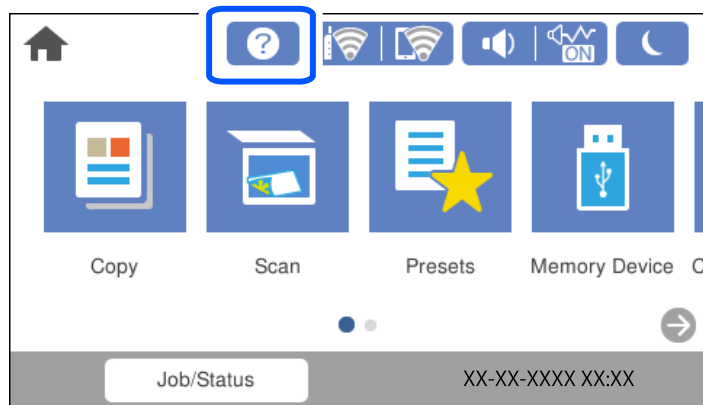 ?
ON
Copy
Scan
Presets
Memory Device
C
Job/Status
XX-XX-XXXX XX:XX